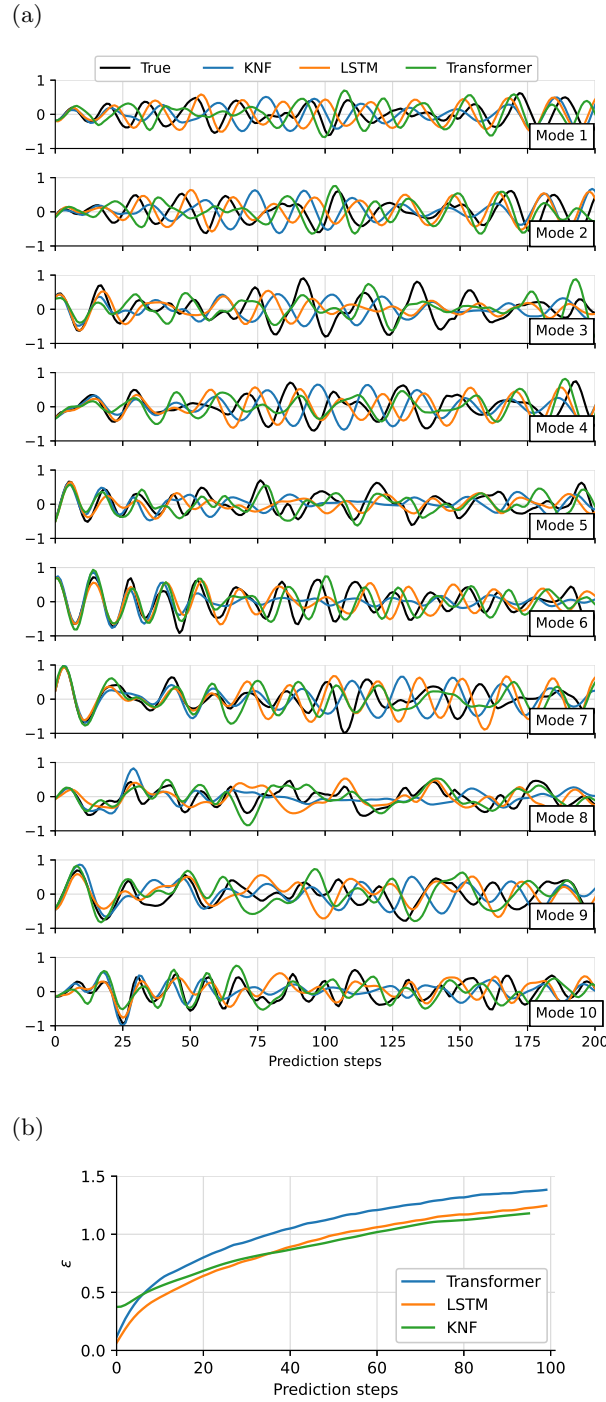 (a)
True KNF LSTM Transformer
1
0
−1
Mode 1
1
0
−1
Mode 2
1
0
−1
Mode 3
1
0
−1
Mode 4
1
0
−1
Mode 5
1
0
−1
Mode 6
1
0
−1
Mode 7
1
0
−1
Mode 8
1
0
−1
Mode 9
1
0
−1
Mode 10
0 25 50 75 100 125 150 175 200
Prediction steps
(b)
1.5
1.0
0.5
0.0
ε
Transformer
LSTM
KNF
0 20 40 60 80 100
Prediction steps